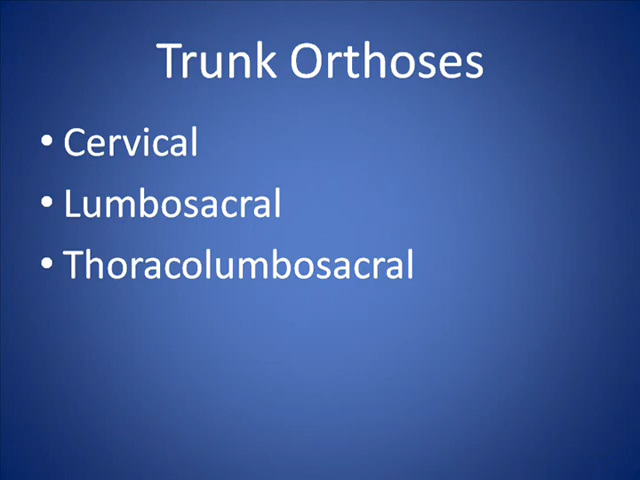 Trunk Orthoses
• Cervical
• Lumbosacral
• Thoracolumbosacral